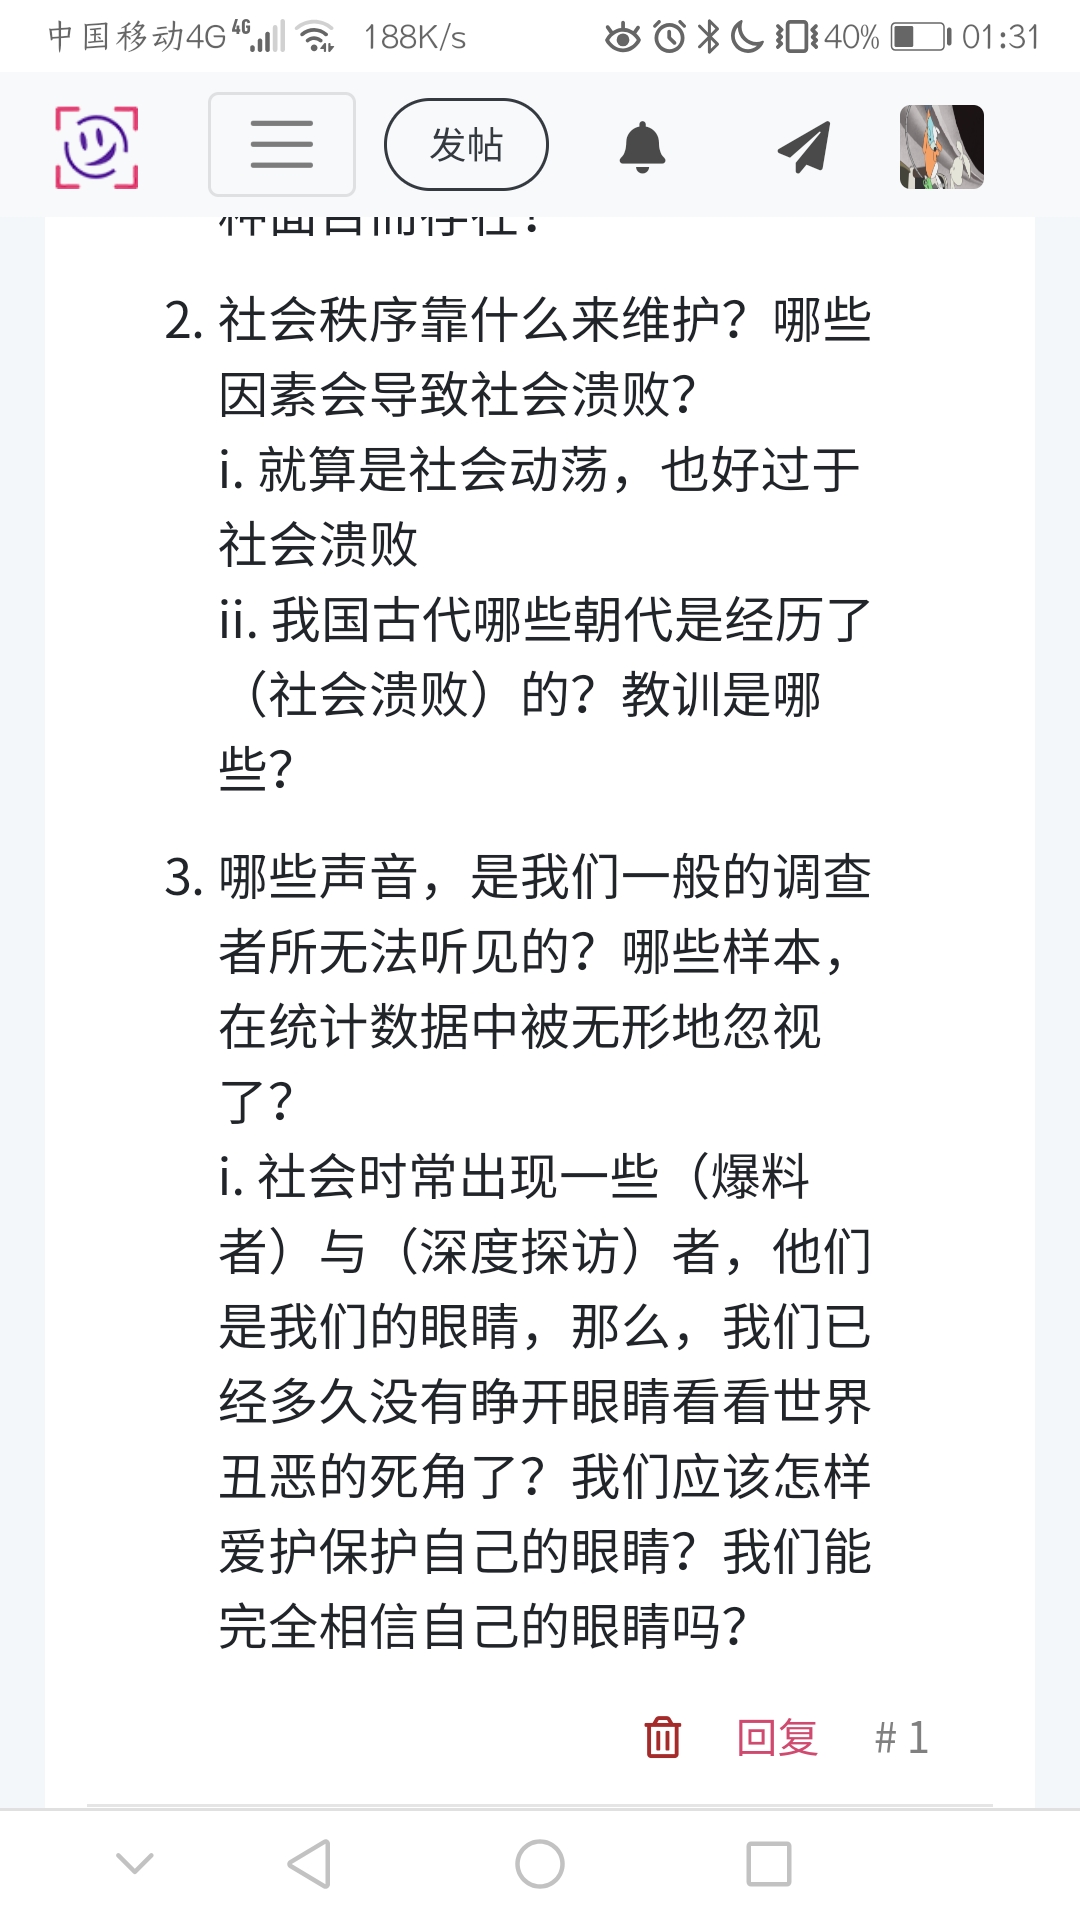 中国移动4G 4G 188K/s 40% 01:31
发帖
种面目而存在？
2. 社会秩序靠什么来维护？哪些
因素会导致社会溃败？
i. 就算是社会动荡，也好过于
社会溃败
ii. 我国古代哪些朝代是经历了
（社会溃败）的？教训是哪
些？
3. 哪些声音，是我们一般的调查
者所无法听见的？哪些样本，
在统计数据中被无形地忽视
了？
i. 社会时常出现一些（爆料
者）与（深度探访）者，他们
是我们的眼睛，那么，我们已
经多久没有睁开眼睛看看世界
丑恶的死角了？我们应该怎样
爱护保护自己的眼睛？我们能
完全相信自己的眼睛吗？
回复 # 1